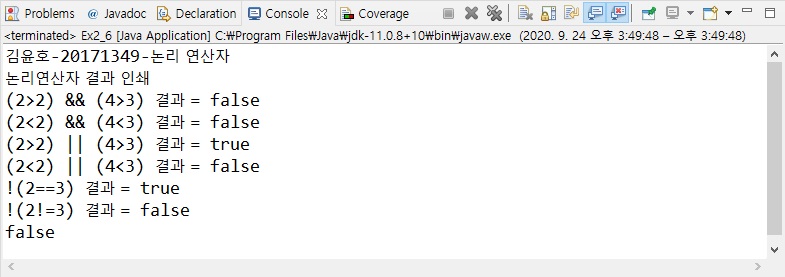 Problems @ Javadoc Declaration Console Coverage
<terminated> Ex2_6 [Java Application] C:₩Program Files₩Java₩jdk-11.0.8+10₩bin₩javaw.exe (2020. 9. 24 오후 3:49:48 – 오후 3:49:48)
김윤호-20171349-논리 연산자
논리연산자 결과 인쇄
(2>2) && (4>3) 결과 = false
(2<2) && (4<3) 결과 = false
(2>2) || (4>3) 결과 = true
(2<2) || (4<3) 결과 = false
!(2==3) 결과 = true
!(2!=3) 결과 = false
false